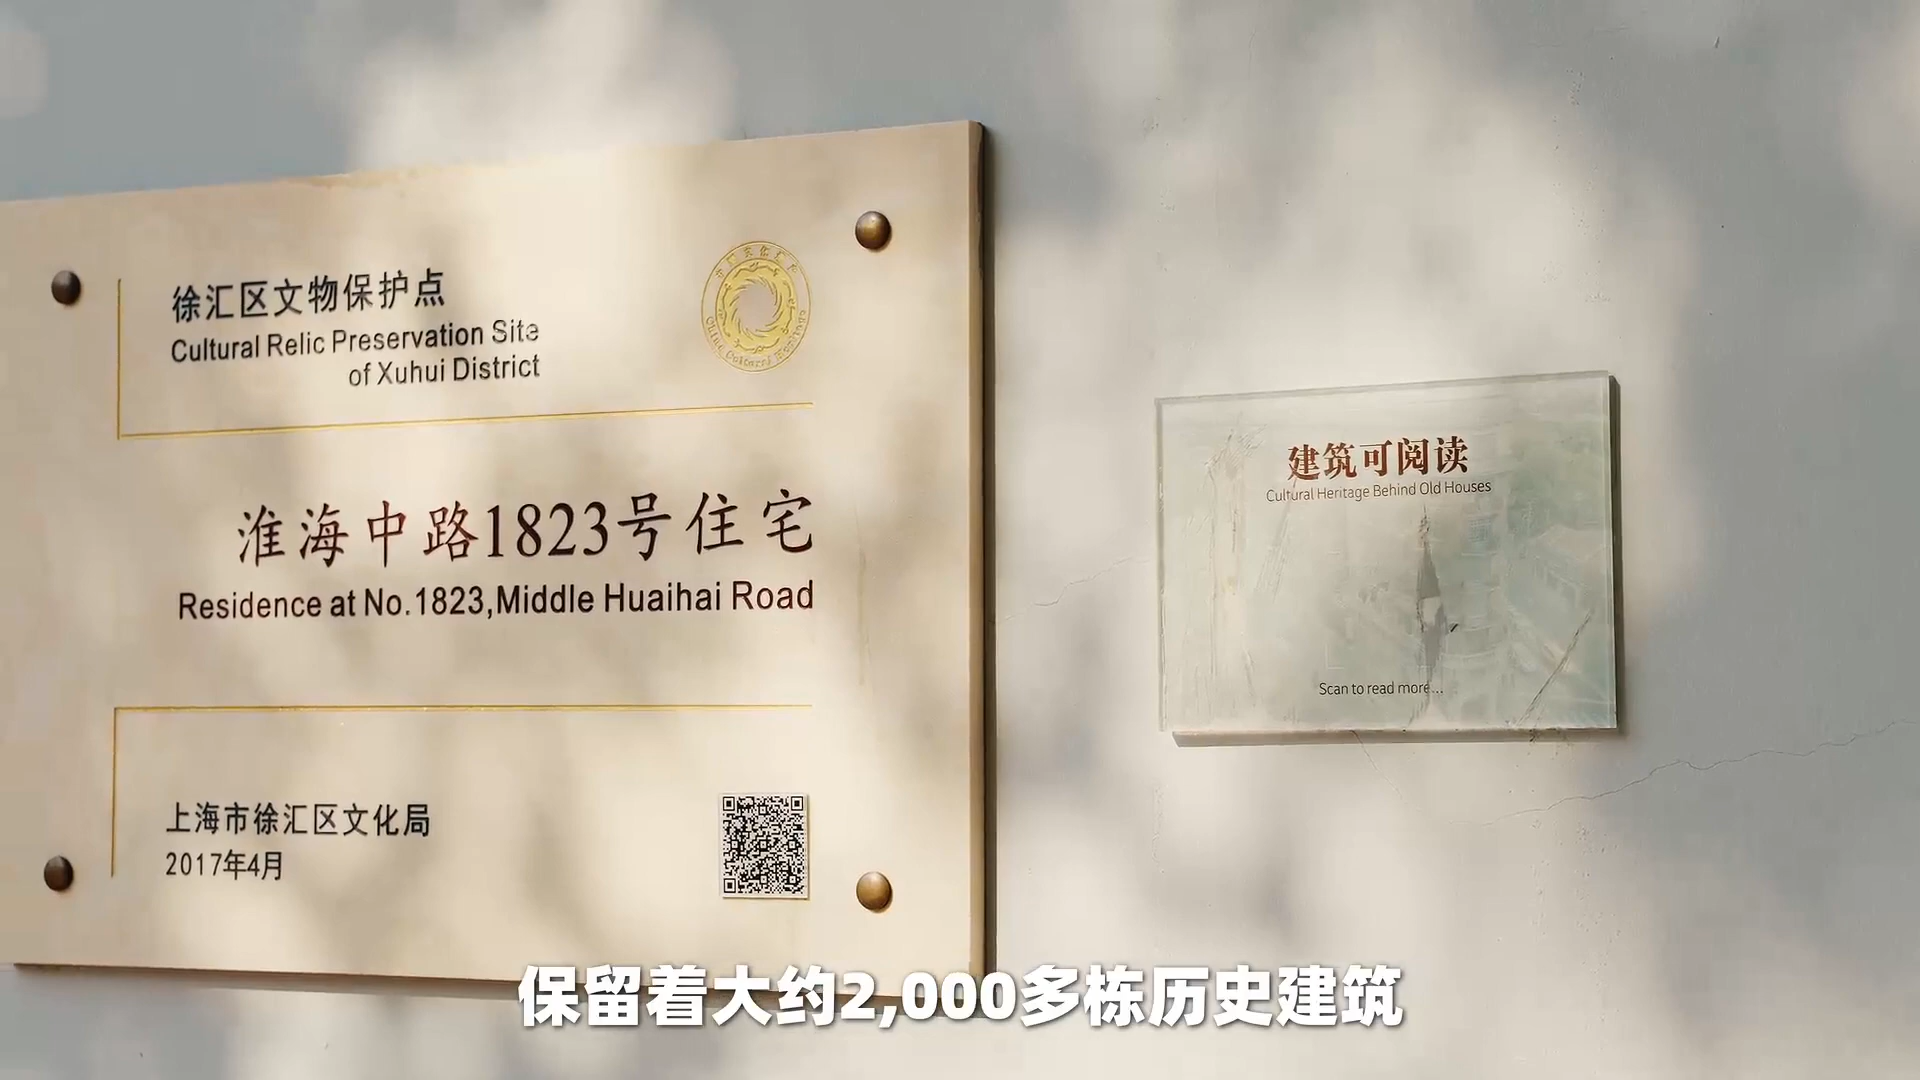 徐汇区文物保护点
Cultural Relic Preservation Site
of Xuhui District
淮海中路1823号住宅
Residence at No.1823,Middle Huaihai Road
上海市徐汇区文化局
2017年4月
建筑可阅读
Cultural Heritage Behind Old Houses
Scan to read more...
保留着大约2,000多栋历史建筑